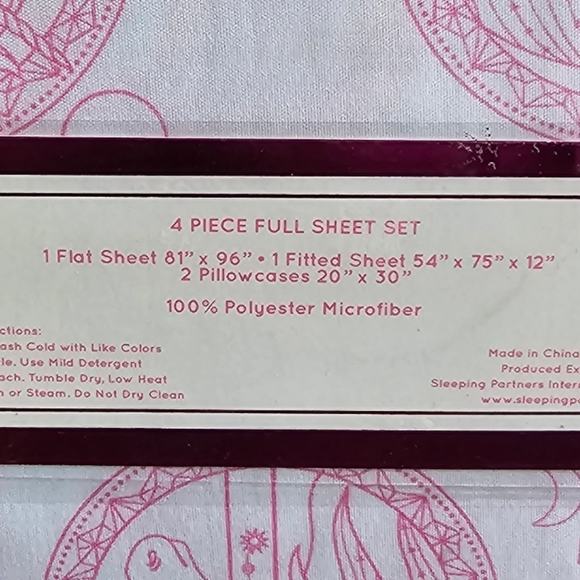 4 PIECE FULL SHEET SET
1 Flat Sheet 81” x 96” • 1 Fitted Sheet 54” x 75” x 12”
2 Pillowcases 20” x 30”
100% Polyester Microfiber
ctions:
ash Cold with Like Colors
le. Use Mild Detergent
ach. Tumble Dry, Low Heat
n or Steam. Do Not Dry Clean
Made in China
Produced Ex
Sleeping Partners Intern
www.sleepingpa